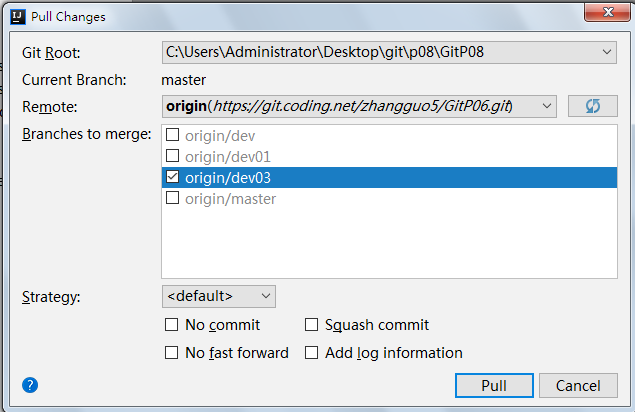 Pull Changes
Git Root: C:\Users\Administrator\Desktop\git\p08\GitP08
Current Branch: master
Remote: origin(https://git.coding.net/zhangguo5/GitP06.git)
Branches to merge: origin/dev
origin/dev01
origin/dev03
origin/master
Strategy: <default>
No commit Squash commit
No fast forward Add log information
? Pull Cancel